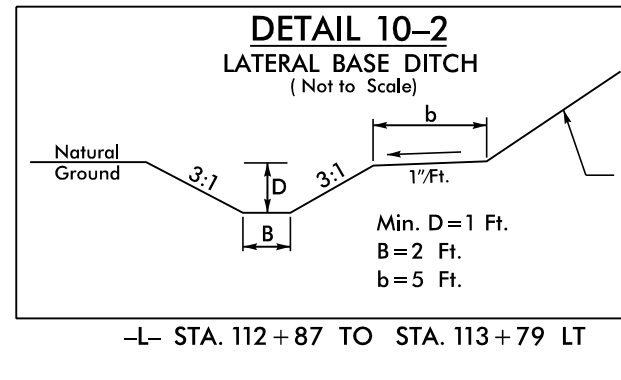 DETAIL 10–2
LATERAL BASE DITCH
( Not to Scale)
b
Natural
Ground
3:1
D
3:1
1"/Ft.
B
Min. D=1 Ft.
B=2 Ft.
b=5 Ft.
–L– STA. 112+87 TO STA. 113+79 LT